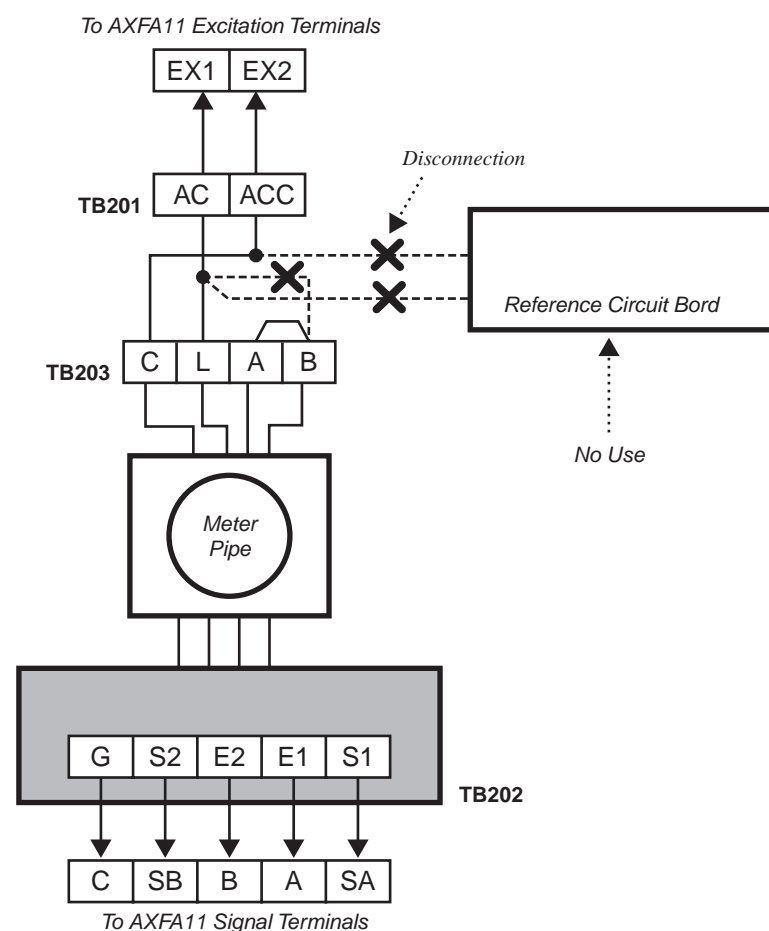 To AXFA11 Excitation Terminals
EX1 EX2
Disconnection
TB201 AC ACC
Reference Circuit Bord
TB203 C L A B
No Use
Meter
Pipe
G S2 E2 E1 S1
TB202
C SB B A SA
To AXFA11 Signal Terminals